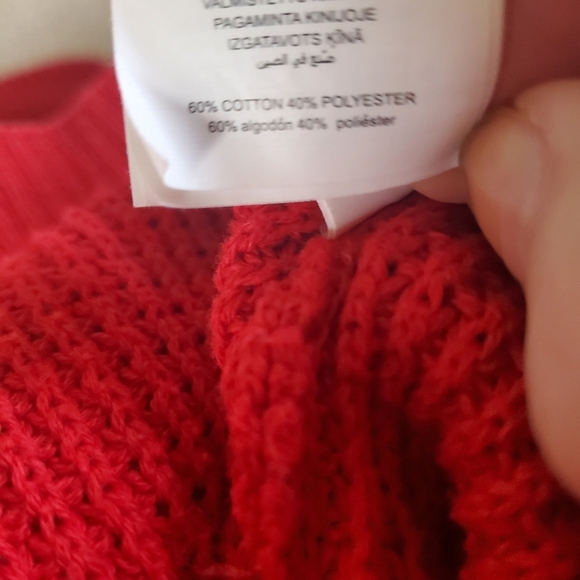 PAGAMINTA KINIJOJE
IZGATAVOTS ĶĪNĀ
صنع في الصين
60% COTTON 40% POLYESTER
60% algodón 40% poliéster